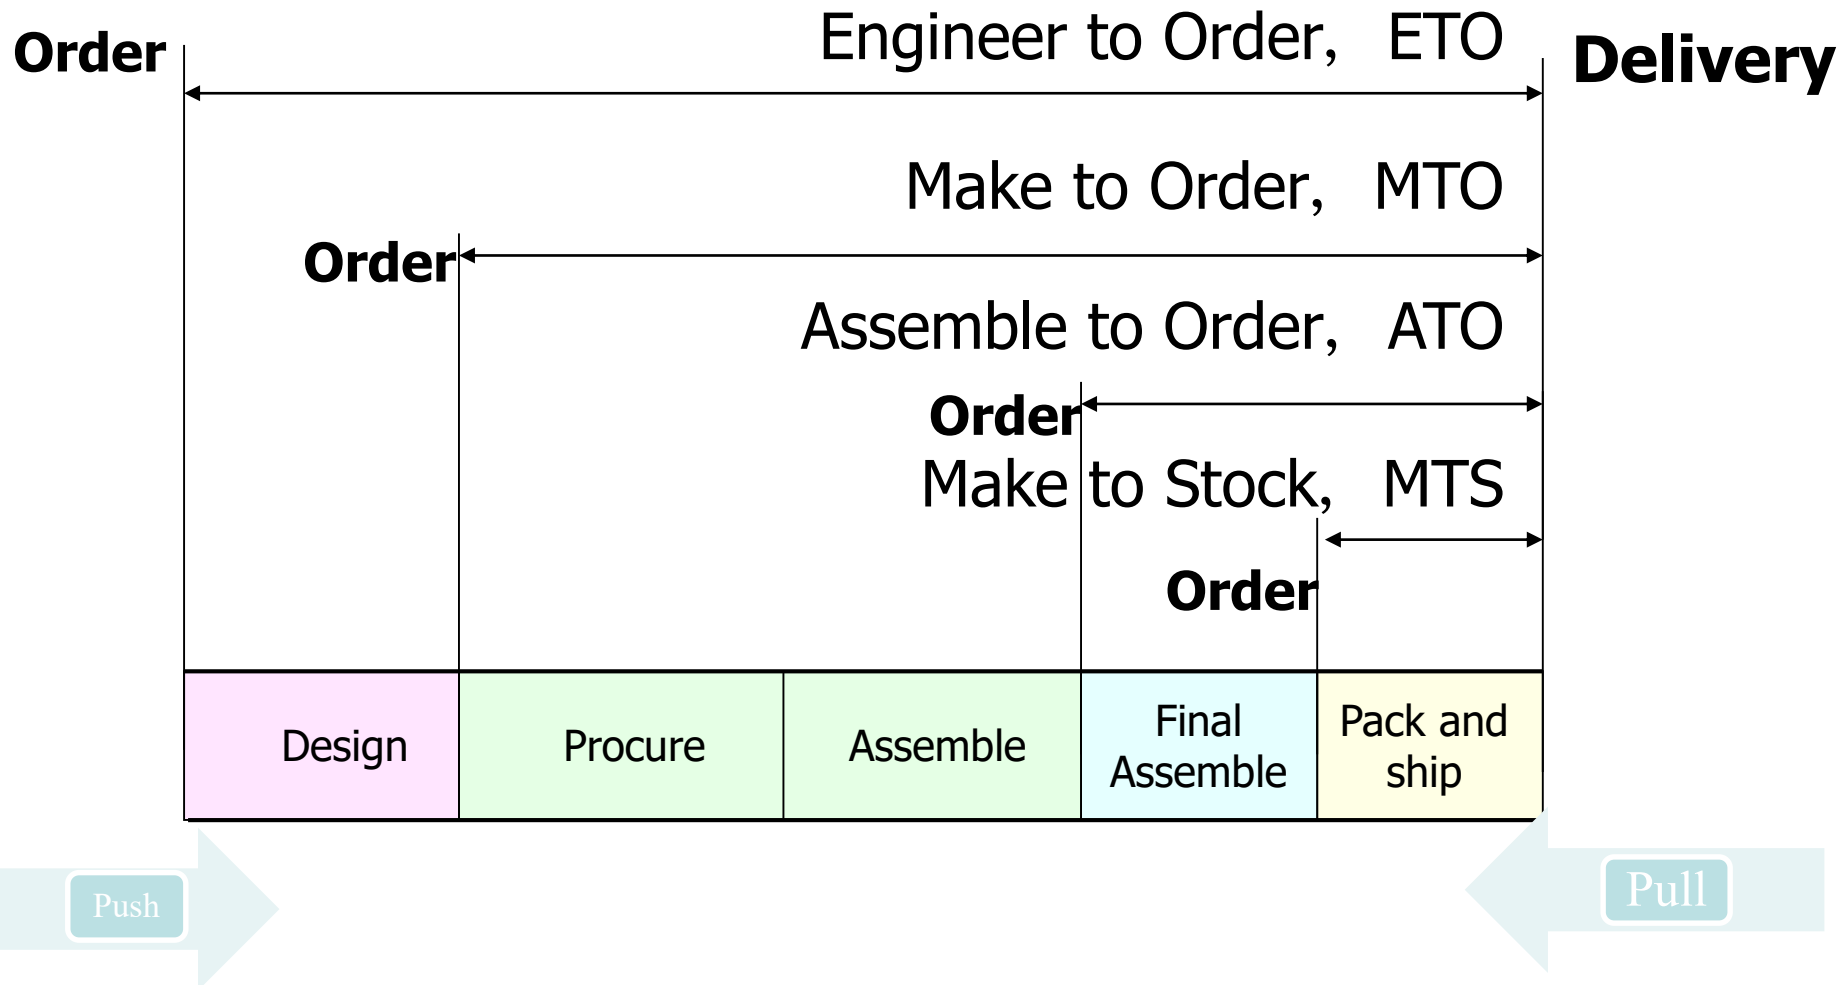 Engineer to Order, ETO
Order
Delivery
Make to Order, MTO
Order
Assemble to Order, ATO
Order
Make to Stock, MTS
Order
Design
Procure
Assemble
Final
Assemble
Pack and
ship
Push
Pull